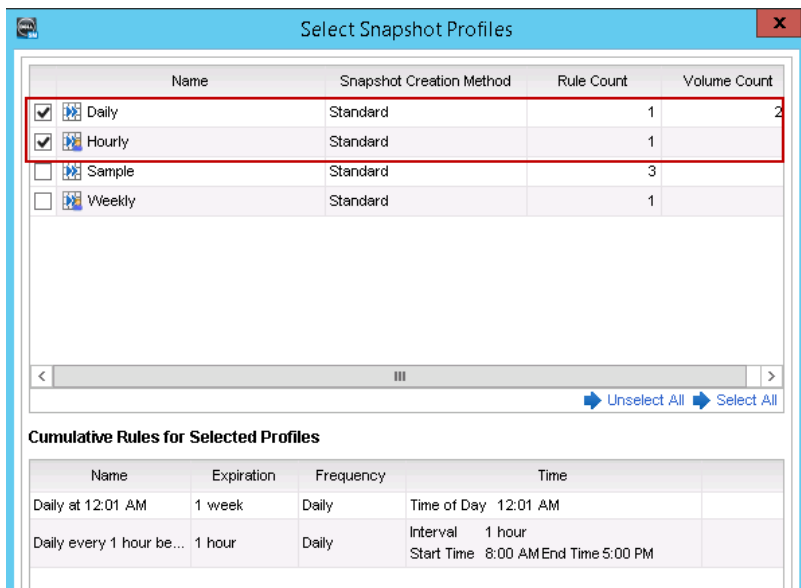 Select Snapshot Profiles
x
Name Snapshot Creation Method Rule Count Volume Count
Daily Standard 1 2
Hourly Standard 1
Sample Standard 3
Weekly Standard 1
Unselect All Select All
Cumulative Rules for Selected Profiles
Name Expiration Frequency Time
Daily at 12:01 AM 1 week Daily Time of Day 12:01 AM
Daily every 1 hour be... 1 hour Daily Interval 1 hour
Start Time 8:00 AM End Time 5:00 PM